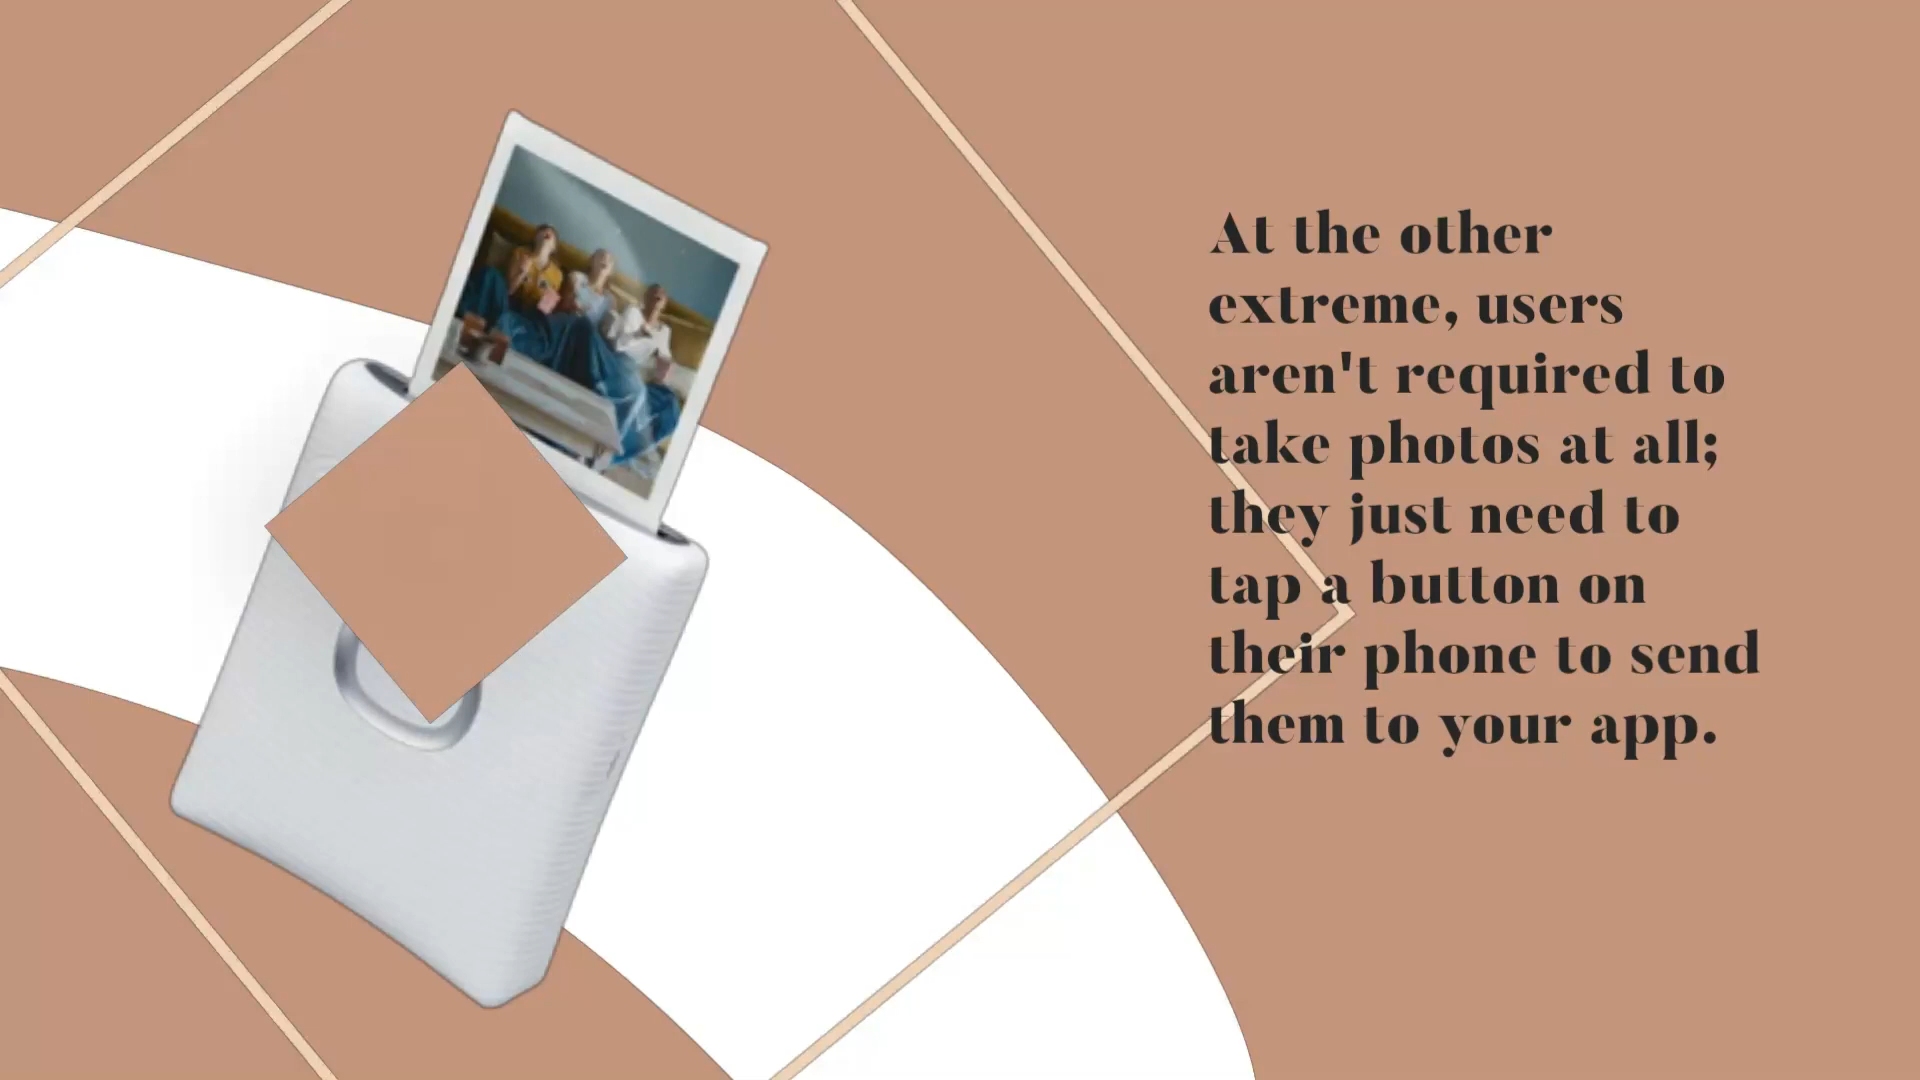 At the other
extreme, users
aren't required to
take photos at all;
they just need to
tap a button on
their phone to send
them to your app.